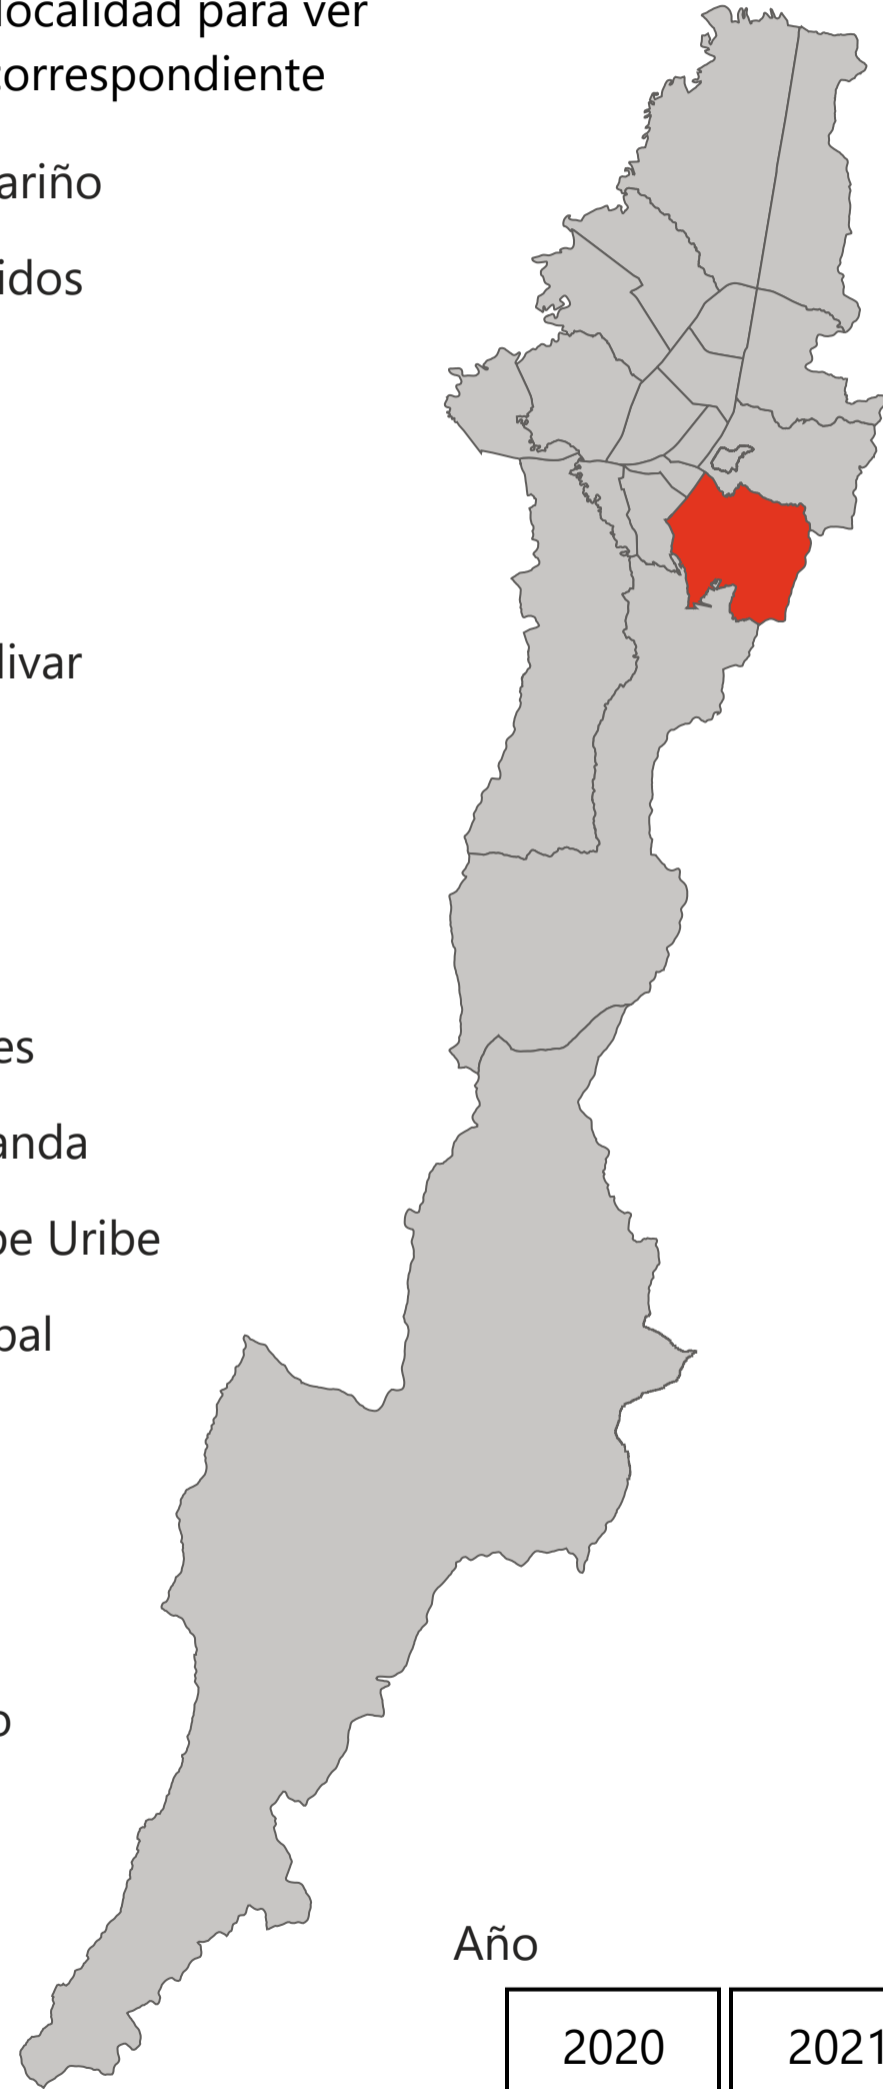 localidad para ver
correspondiente
ariño
idos
livar
es
anda
pe Uribe
bal
o
Año
2020 2021